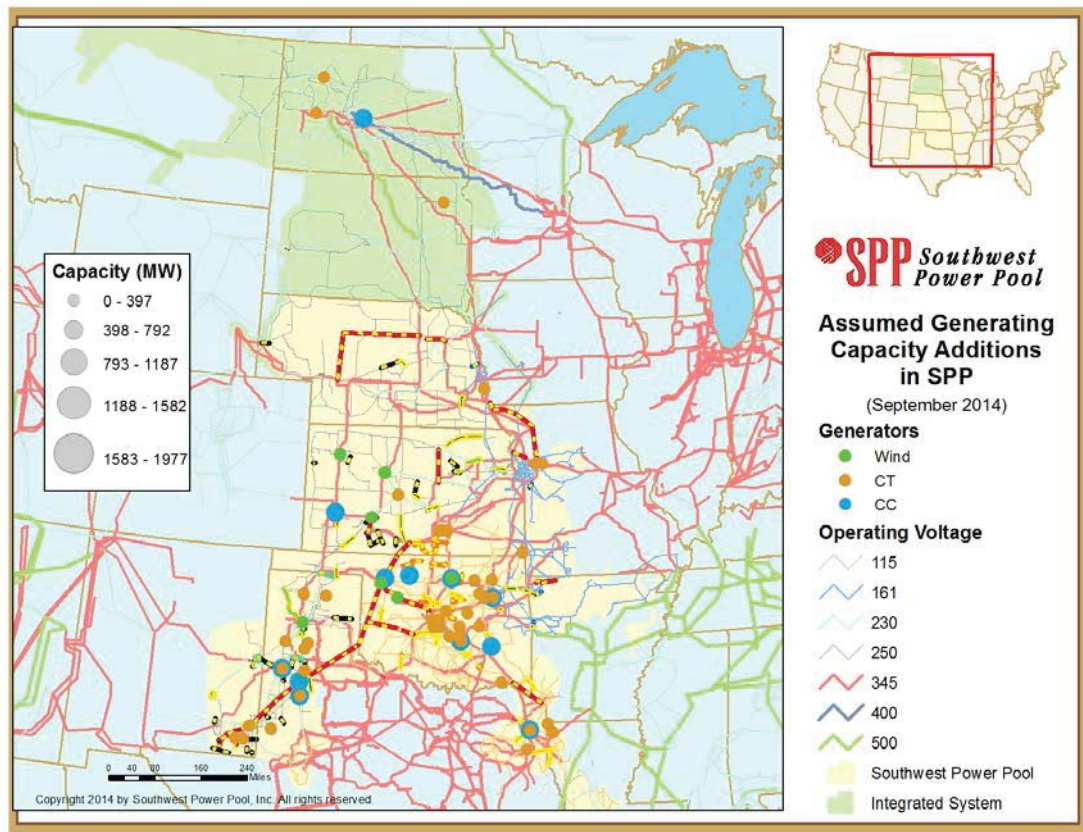 Capacity (MW)
0 - 397
398 - 792
793 - 1187
1188 - 1582
1583 - 1977
0 40 80 160 240
Miles
Copyright 2014 by Southwest Power Pool, Inc. All rights reserved.
SPP Southwest
Power Pool
Assumed Generating
Capacity Additions
in SPP
(September 2014)
Generators
Wind
CT
CC
Operating Voltage
115
161
230
250
345
400
500
Southwest Power Pool
Integrated System